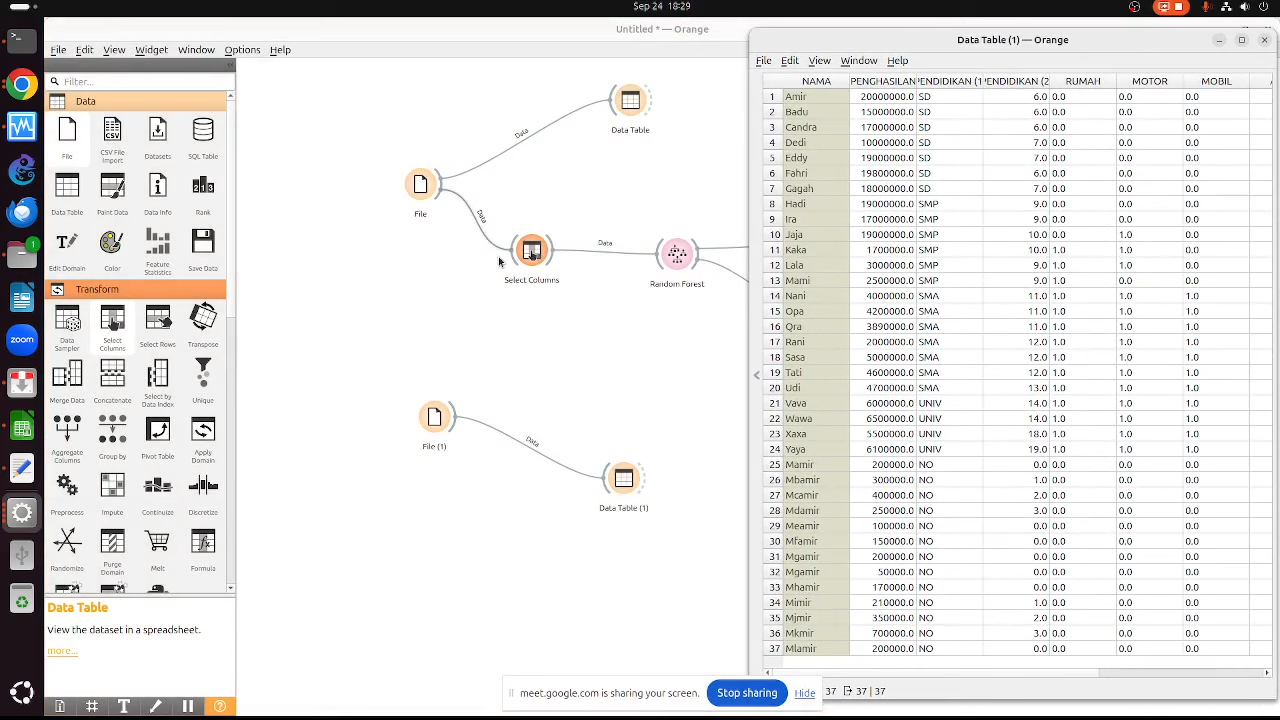 Sep 24 18:29
Untitled * — Orange
File Edit View Widget Window Options Help
Filter...
Data
File
CSV File Import
Datasets
SQL Table
Data Table
Paint Data
Data Info
Rank
Edit Domain
Color
Feature Statistics
Save Data
Transform
Data Sampler
Select Columns
Select Rows
Transpose
Merge Data
Concatenate
Select by Data Index
Unique
Aggregate Columns
Group by
Pivot Table
Apply Domain
Preprocess
Impute
Continuize
Discretize
Randomize
Purge Domain
Melt
Formula
Data Table
View the dataset in a spreadsheet.
more...
zoom
1
Data
Data Table
File
Data
Data
Select Columns
Random Forest
File (1)
Data
Data Table (1)
Data Table (1) — Orange
File Edit View Window Help
NAMA PENGHASILAN PENDIDIKAN (1 PENDIDIKAN (2 RUMAH MOTOR MOBIL
1 Amir 20000000.0 SD 6.0 0.0 0.0 0.0
2 Badu 15000000.0 SD 6.0 0.0 0.0 0.0
3 Candra 17000000.0 SD 6.0 0.0 0.0 0.0
4 Dedi 10000000.0 SD 7.0 0.0 0.0 0.0
5 Eddy 19000000.0 SD 6.0 0.0 0.0 0.0
6 Fahri 19800000.0 SD 6.0 0.0 0.0 0.0
7 Gagah 18000000.0 SD 7.0 0.0 0.0 0.0
8 Hadi 19000000.0 SMP 9.0 0.0 0.0 0.0
9 Ira 17000000.0 SMP 9.0 0.0 0.0 0.0
10 Jaja 19000000.0 SMP 10.0 0.0 0.0 0.0
11 Kaka 1700000.0 SMP 10.0 0.0 1.0 0.0
12 Lala 3000000.0 SMP 9.0 0.0 1.0 0.0
13 Mami 2500000.0 SMP 9.0 0.0 1.0 0.0
14 Nani 4000000.0 SMA 11.0 1.0 1.0 1.0
15 Opa 4200000.0 SMA 11.0 1.0 1.0 1.0
16 Qra 3890000.0 SMA 11.0 1.0 1.0 1.0
17 Rani 2000000.0 SMA 12.0 1.0 1.0 1.0
18 Sasa 5000000.0 SMA 12.0 1.0 1.0 1.0
19 Tati 4600000.0 SMA 12.0 1.0 1.0 1.0
20 Udi 4700000.0 SMA 13.0 1.0 1.0 1.0
21 Vava 6000000.0 UNIV 14.0 1.0 1.0 1.0
22 Wawa 6500000.0 UNIV 14.0 1.0 1.0 1.0
23 Xaxa 5500000.0 UNIV 18.0 1.0 1.0 1.0
24 Yaya 6100000.0 UNIV 19.0 1.0 1.0 1.0
25 Mamir 200000.0 NO 0.0 0.0 0.0 0.0
26 Mbamir 300000.0 NO 1.0 0.0 0.0 0.0
27 Mcamir 400000.0 NO 2.0 0.0 0.0 0.0
28 Mdamir 250000.0 NO 3.0 0.0 0.0 0.0
29 Meamir 100000.0 NO 0.0 0.0 0.0 0.0
30 Mfamir 150000.0 NO 0.0 0.0 0.0 0.0
31 Mgamir 200000.0 NO 0.0 0.0 0.0 0.0
32 Mgamir 50000.0 NO 0.0 0.0 0.0 0.0
33 Mhamir 170000.0 NO 0.0 0.0 0.0 0.0
34 Mimir 210000.0 NO 1.0 0.0 0.0 0.0
35 Mjmir 350000.0 NO 2.0 0.0 0.0 0.0
36 Mkmir 700000.0 NO 3.0 0.0 0.0 0.0
37 Mlamir 200000.0 NO 0.0 0.0 0.0 0.0
37 37 | 37
meet.google.com is sharing your screen. Stop sharing Hide